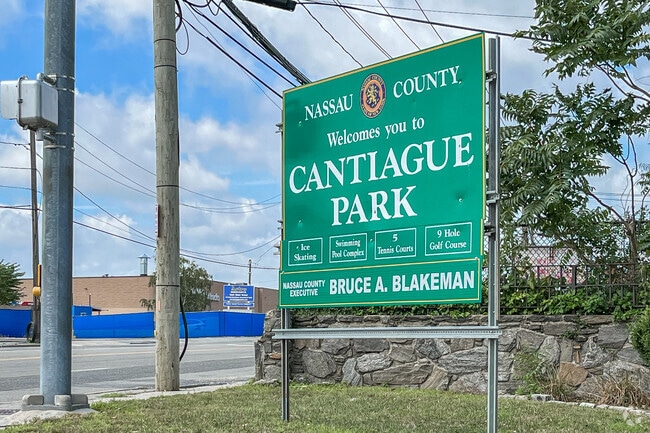 NASSAU COUNTY
Welcomes you to
CANTIAGUE
PARK
Ice
Skating
Swimming
Pool Complex
5
Tennis Courts
9 Hole
Golf Course
NASSAU COUNTY
EXECUTIVE
BRUCE A. BLAKEMAN